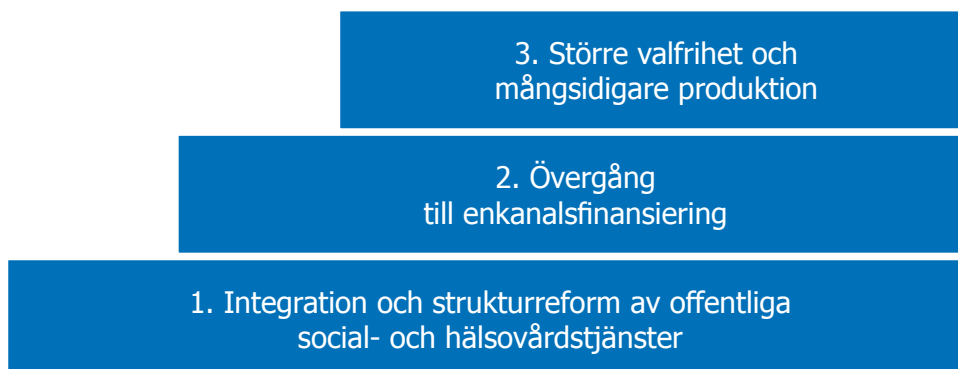 3. Större valfrihet och
mångsidigare produktion
2. Övergång
till enkanalsfinansiering
1. Integration och strukturreform av offentliga
social- och hälsovårdstjänster